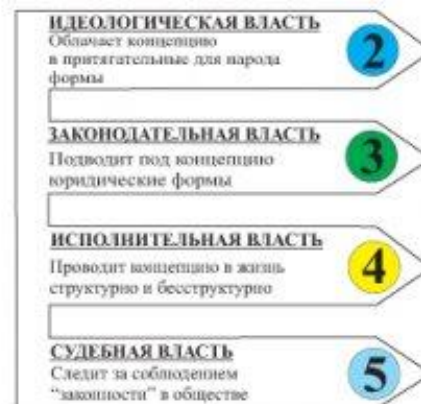 ИДЕОЛОГИЧЕСКАЯ ВЛАСТЬ
Облачает концепцию
в притягательные для народа
формы
2
ЗАКОНОДАТЕЛЬНАЯ ВЛАСТЬ
Подводит под концепцию
юридические формы
3
ИСПОЛНИТЕЛЬНАЯ ВЛАСТЬ
Проводит концепцию в жизнь
структурно и бесструктурно
4
СУДЕБНАЯ ВЛАСТЬ
Следит за соблюдением
"законности" в обществе
5